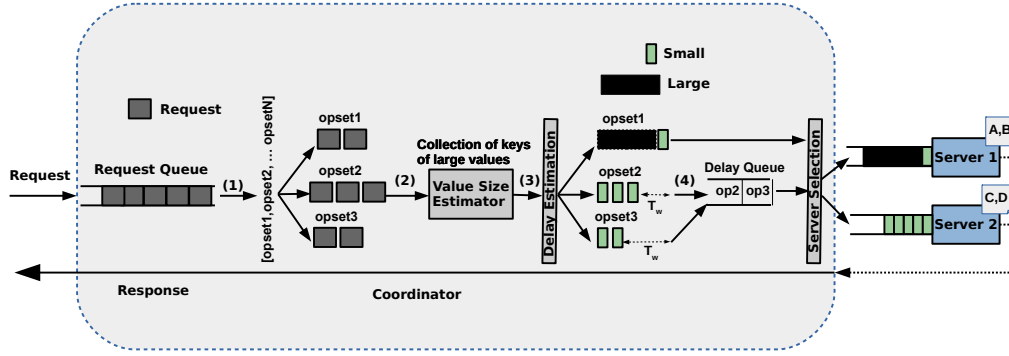 Small
Large
Request
Request Queue
Request
(1)
[opset1,opset2, ... opsetN]
opset1
opset2
opset3
(2)
Collection of keys
of large values
Value Size
Estimator
(3)
Delay Estimation
opset1
opset2
Tw
opset3
Tw
(4)
Delay Queue
op2
op3
Server Selection
A,B
Server 1
C,D
Server 2
Response
Coordinator